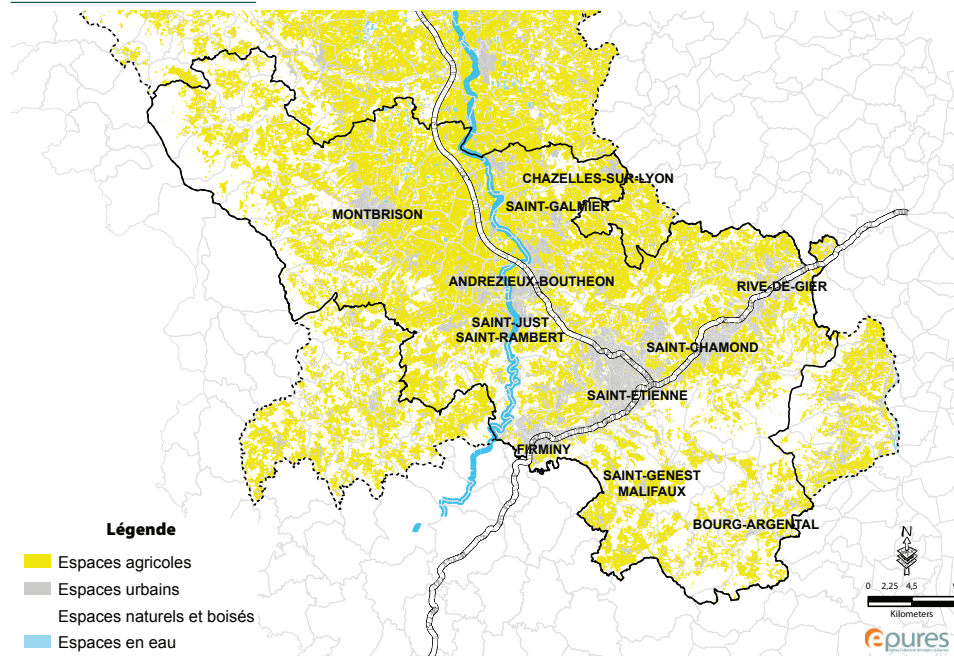 CHAZELLES-SUR-LYON
SAINT-GALMIER
MONTBRISON
ANDREZIEUX-BOUTHEON
RIVE-DE-GIER
SAINT-JUST
SAINT-RAMBERT
SAINT-CHAMOND
SAINT-ETIENNE
FIRMINY
SAINT-GENEST
MALIFAUX
BOURG-ARGENTAL
Légende
Espaces agricoles
Espaces urbains
Espaces naturels et boisés
Espaces en eau
N
0 2,25 4,5 9
Kilometers
epures